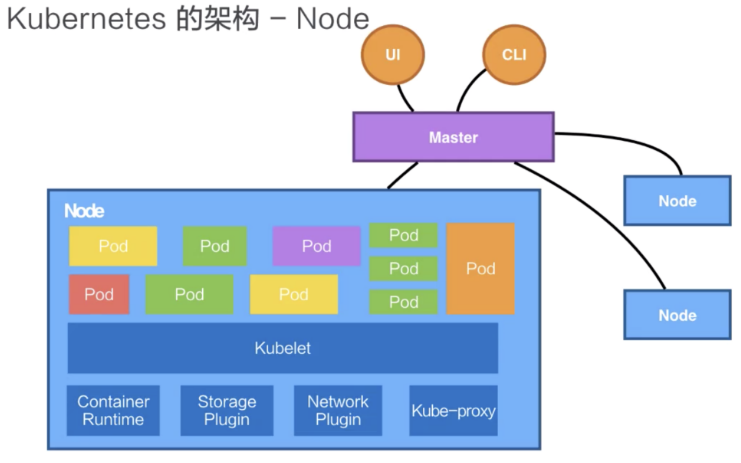 Kubernetes 的架构 – Node
UI
CLI
Master
Node
Node
Node
Pod
Pod
Pod
Pod
Pod
Pod
Pod
Pod
Pod
Pod
Kubelet
Container
Runtime
Storage
Plugin
Network
Plugin
Kube-proxy